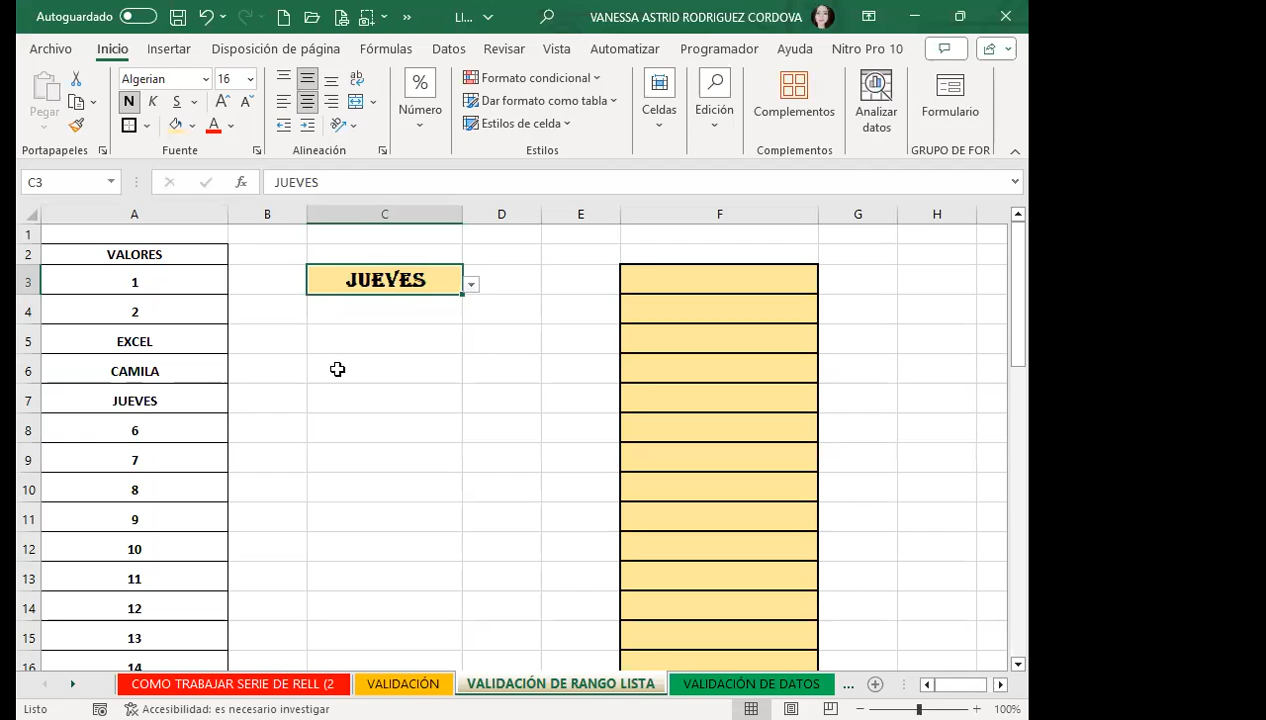 Autoguardado LI... VANESSA ASTRID RODRIGUEZ CORDOVA
Archivo Inicio Insertar Disposición de página Fórmulas Datos Revisar Vista Automatizar Programador Ayuda Nitro Pro 10
Pegar
Portapapeles
Algerian 16
N K S
Fuente
Alineación
% Número
Formato condicional
Dar formato como tabla
Estilos de celda
Estilos
Celdas
Edición
Complementos
Complementos
Analizar datos
Formulario
GRUPO DE FOR
C3 fx JUEVES
A B C D E F G H
1
2 VALORES
3 1 JUEVES
4 2
5 EXCEL
6 CAMILA
7 JUEVES
8 6
9 7
10 8
11 9
12 10
13 11
14 12
15 13
16 14
COMO TRABAJAR SERIE DE RELL (2 VALIDACIÓN VALIDACIÓN DE RANGO LISTA VALIDACIÓN DE DATOS ...
Listo Accesibilidad: es necesario investigar 100%